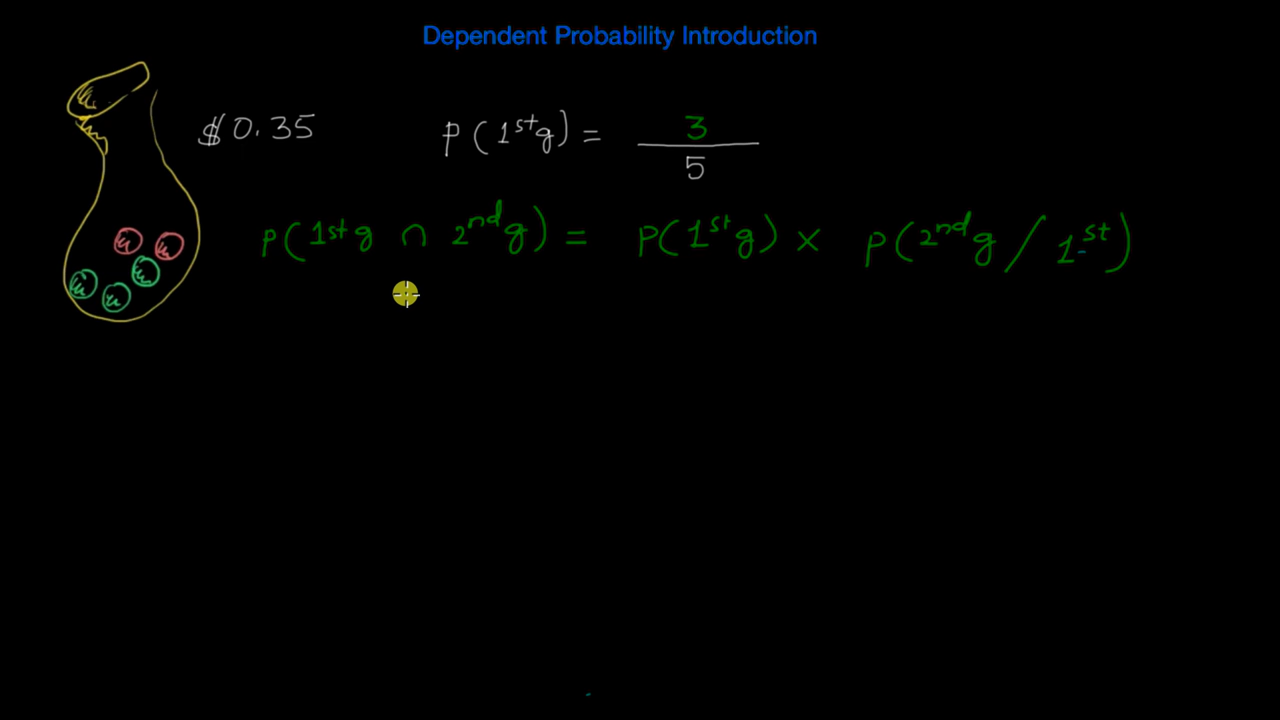 Dependent Probability Introduction
$0.35 P(1st g) = 3/5
P(1st g ∩ 2nd g) = P(1st g) × P(2nd g / 1st)